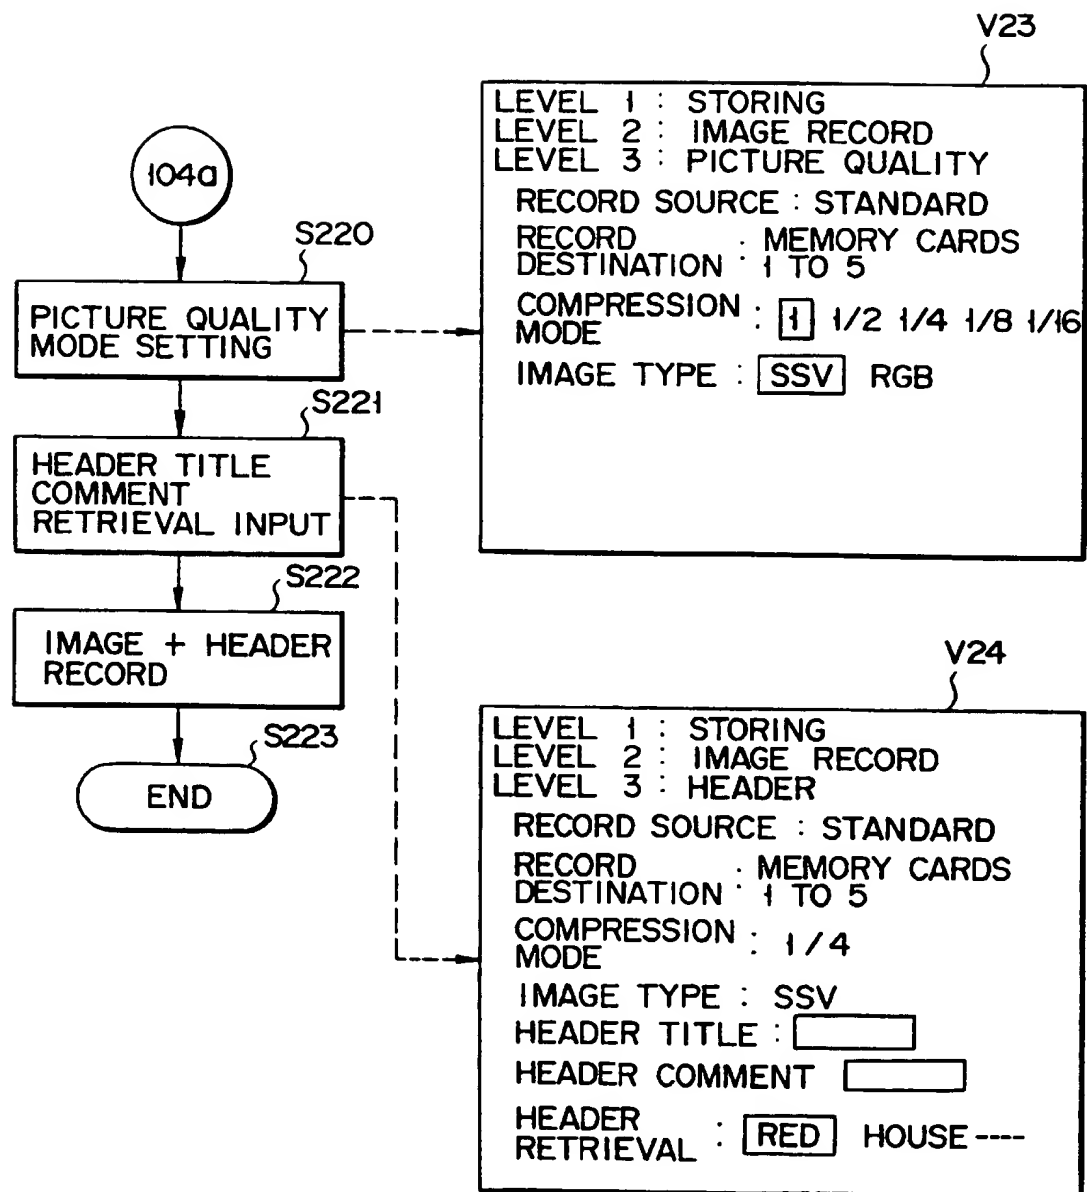 104a
S220
PICTURE QUALITY
MODE SETTING
S221
HEADER TITLE
COMMENT
RETRIEVAL INPUT
S222
IMAGE + HEADER
RECORD
S223
END
V23
LEVEL 1 : STORING
LEVEL 2 : IMAGE RECORD
LEVEL 3 : PICTURE QUALITY
RECORD SOURCE : STANDARD
RECORD : MEMORY CARDS
DESTINATION 1 TO 5
COMPRESSION
MODE : 1 1/2 1/4 1/8 1/16
IMAGE TYPE : SSV RGB
V24
LEVEL 1 : STORING
LEVEL 2 : IMAGE RECORD
LEVEL 3 : HEADER
RECORD SOURCE : STANDARD
RECORD : MEMORY CARDS
DESTINATION 1 TO 5
COMPRESSION
MODE : 1/4
IMAGE TYPE : SSV
HEADER TITLE :
HEADER COMMENT
HEADER
RETRIEVAL : RED HOUSE ----